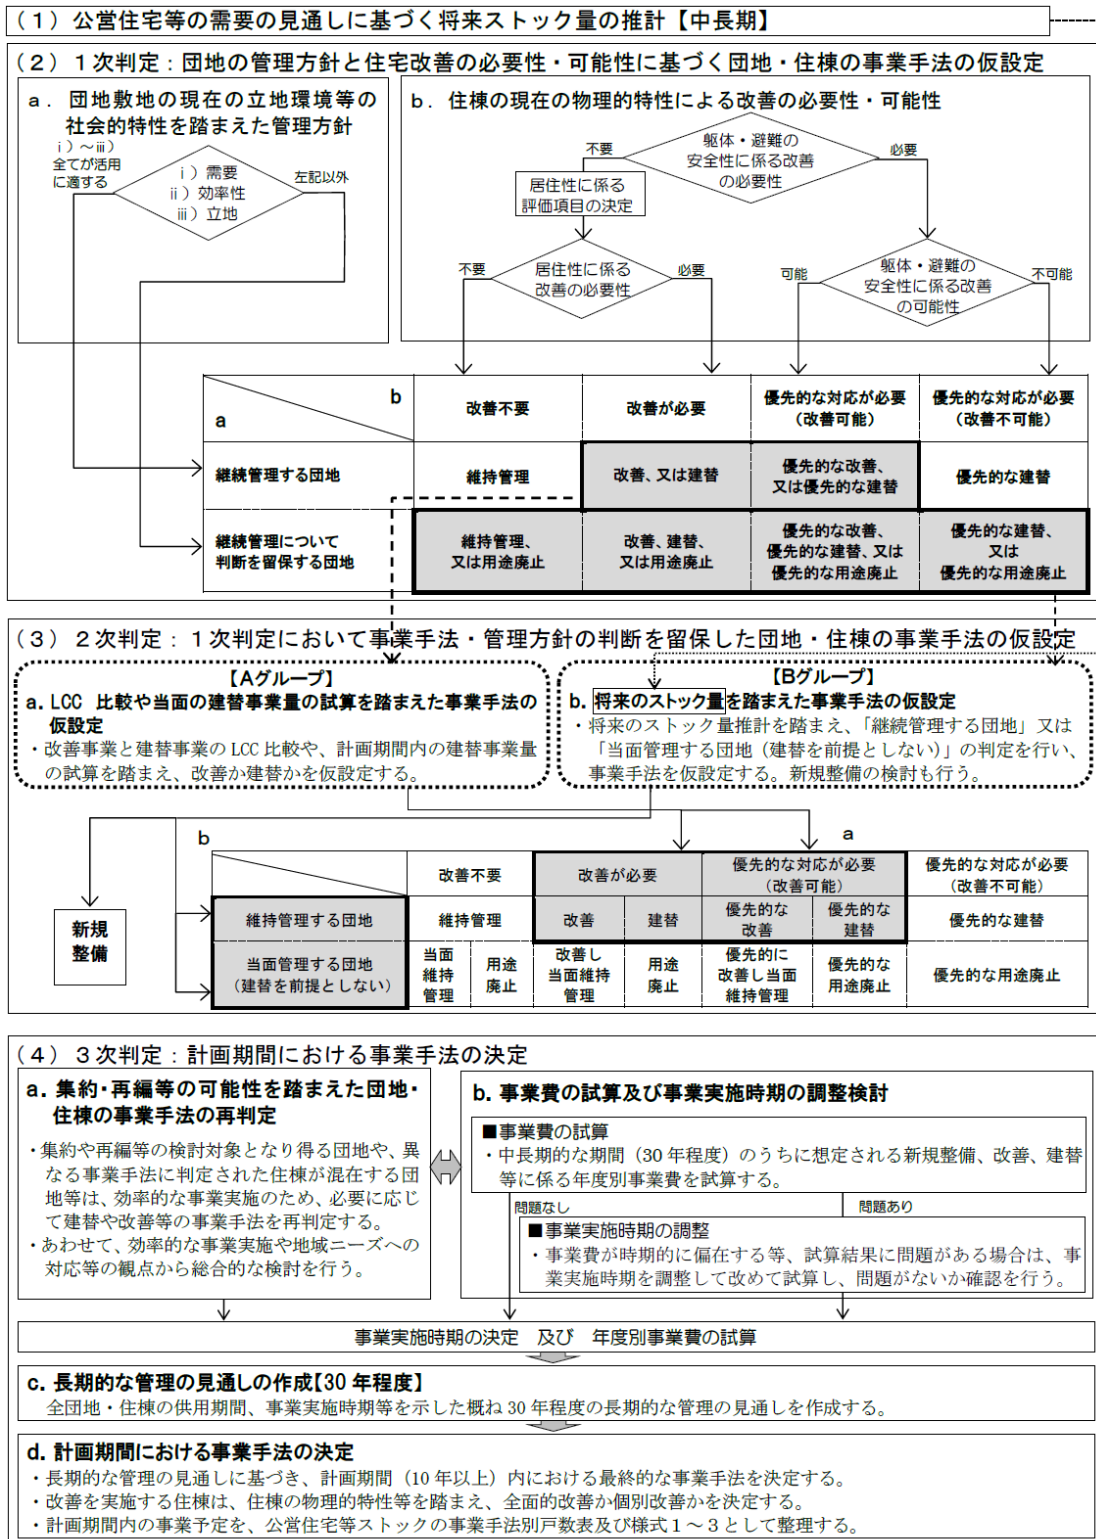 （１）公営住宅等の需要の見通しに基づく将来ストック量の推計【中長期】
（２）１次判定：団地の管理方針と住宅改善の必要性・可能性に基づく団地・住棟の事業手法の仮設定
ａ．団地敷地の現在の立地環境等の
社会的特性を踏まえた管理方針
ⅰ）～ⅲ）
全てが活用
に適する
ⅰ）需要
ⅱ）効率性
ⅲ）立地
左記以外
ｂ．住棟の現在の物理的特性による改善の必要性・可能性
不要
躯体・避難の
安全性に係る改善
の必要性
必要
居住性に係る
評価項目の決定
不要
居住性に係る
改善の必要性
必要
可能
躯体・避難の
安全性に係る改善
の可能性
不可能
b
a
改善不要
改善が必要
優先的な対応が必要
（改善可能）
優先的な対応が必要
（改善不可能）
継続管理する団地
維持管理
改善、又は建替
優先的な改善、
又は優先的な建替
優先的な建替
継続管理について
判断を留保する団地
維持管理、
又は用途廃止
改善、建替、
又は用途廃止
優先的な改善、
優先的な建替、又は
優先的な用途廃止
優先的な建替、
又は
優先的な用途廃止
（３）２次判定：１次判定において事業手法・管理方針の判断を留保した団地・住棟の事業手法の仮設定
【Aグループ】
a. LCC 比較や当面の建替事業量の試算を踏まえた事業手法の
仮設定
・改善事業と建替事業の LCC 比較や、計画期間内の建替事業量
の試算を踏まえ、改善か建替かを仮設定する。
【Bグループ】
b. 将来のストック量を踏まえた事業手法の仮設定
・将来のストック量推計を踏まえ、「継続管理する団地」又は
「当面管理する団地（建替を前提としない）」の判定を行い、
事業手法を仮設定する。新規整備の検討も行う。
b
a
新規
整備
改善不要
改善が必要
優先的な対応が必要
（改善可能）
優先的な対応が必要
（改善不可能）
維持管理する団地
維持管理
改善
建替
優先的な
改善
優先的な
建替
優先的な建替
当面管理する団地
（建替を前提としない）
当面
維持
管理
用途
廃止
改善し
当面維持
管理
用途
廃止
優先的に
改善し当面
維持管理
優先的な
用途廃止
優先的な用途廃止
（４）３次判定：計画期間における事業手法の決定
a. 集約・再編等の可能性を踏まえた団地・
住棟の事業手法の再判定
・集約や再編等の検討対象となり得る団地や、異
なる事業手法に判定された住棟が混在する団
地等は、効率的な事業実施のため、必要に応じ
て建替や改善等の事業手法を再判定する。
・あわせて、効率的な事業実施や地域ニーズへの
対応等の観点から総合的な検討を行う。
b. 事業費の試算及び事業実施時期の調整検討
■事業費の試算
・中長期的な期間（30 年程度）のうちに想定される新規整備、改善、建替
等に係る年度別事業費を試算する。
問題なし
問題あり
■事業実施時期の調整
・事業費が時期的に偏在する等、試算結果に問題がある場合は、事
業実施時期を調整して改めて試算し、問題がないか確認を行う。
事業実施時期の決定　及び　年度別事業費の試算
c. 長期的な管理の見通しの作成【30 年程度】
全団地・住棟の供用期間、事業実施時期等を示した概ね 30 年程度の長期的な管理の見通しを作成する。
d. 計画期間における事業手法の決定
・長期的な管理の見通しに基づき、計画期間（10 年以上）内における最終的な事業手法を決定する。
・改善を実施する住棟は、住棟の物理的特性等を踏まえ、全面的改善か個別改善かを決定する。
・計画期間内の事業予定を、公営住宅等ストックの事業手法別戸数表及び様式１～３として整理する。